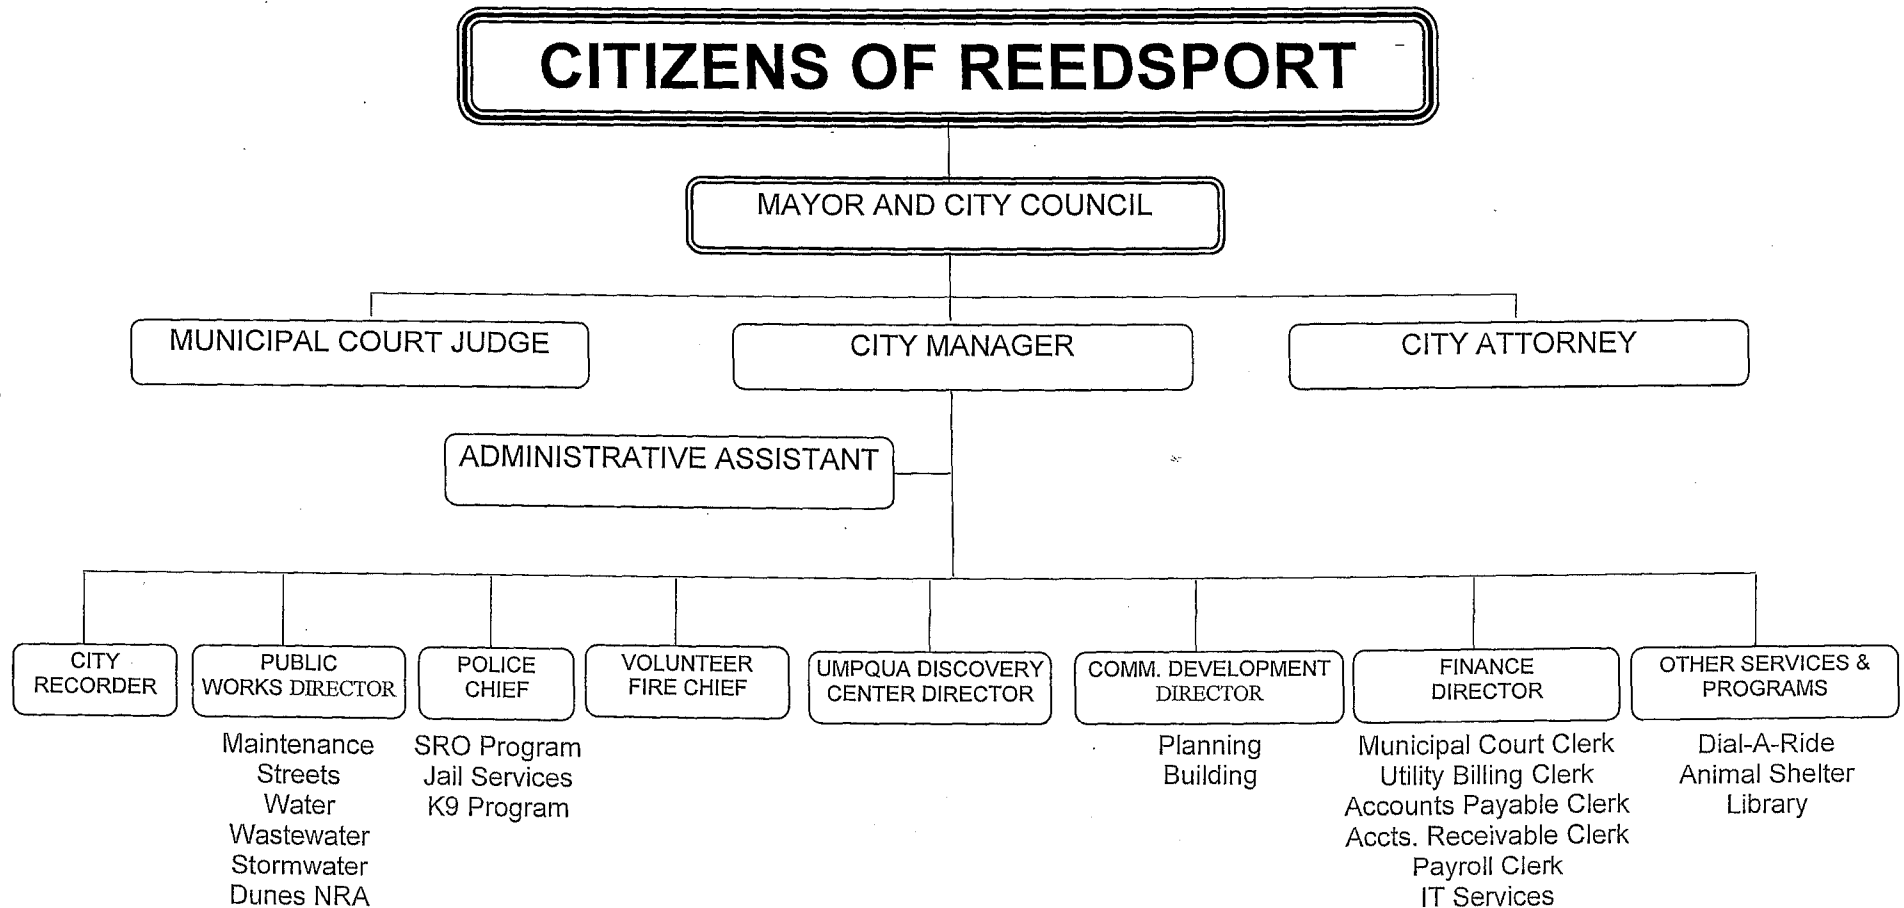 CITIZENS OF REEDSPORT
MAYOR AND CITY COUNCIL
MUNICIPAL COURT JUDGE
CITY MANAGER
CITY ATTORNEY
ADMINISTRATIVE ASSISTANT
CITY
RECORDER
PUBLIC
WORKS DIRECTOR
Maintenance
Streets
Water
Wastewater
Stormwater
Dunes NRA
POLICE
CHIEF
SRO Program
Jail Services
K9 Program
VOLUNTEER
FIRE CHIEF
UMPQUA DISCOVERY
CENTER DIRECTOR
COMM. DEVELOPMENT
DIRECTOR
Planning
Building
FINANCE
DIRECTOR
Municipal Court Clerk
Utility Billing Clerk
Accounts Payable Clerk
Accts. Receivable Clerk
Payroll Clerk
IT Services
OTHER SERVICES &
PROGRAMS
Dial-A-Ride
Animal Shelter
Library